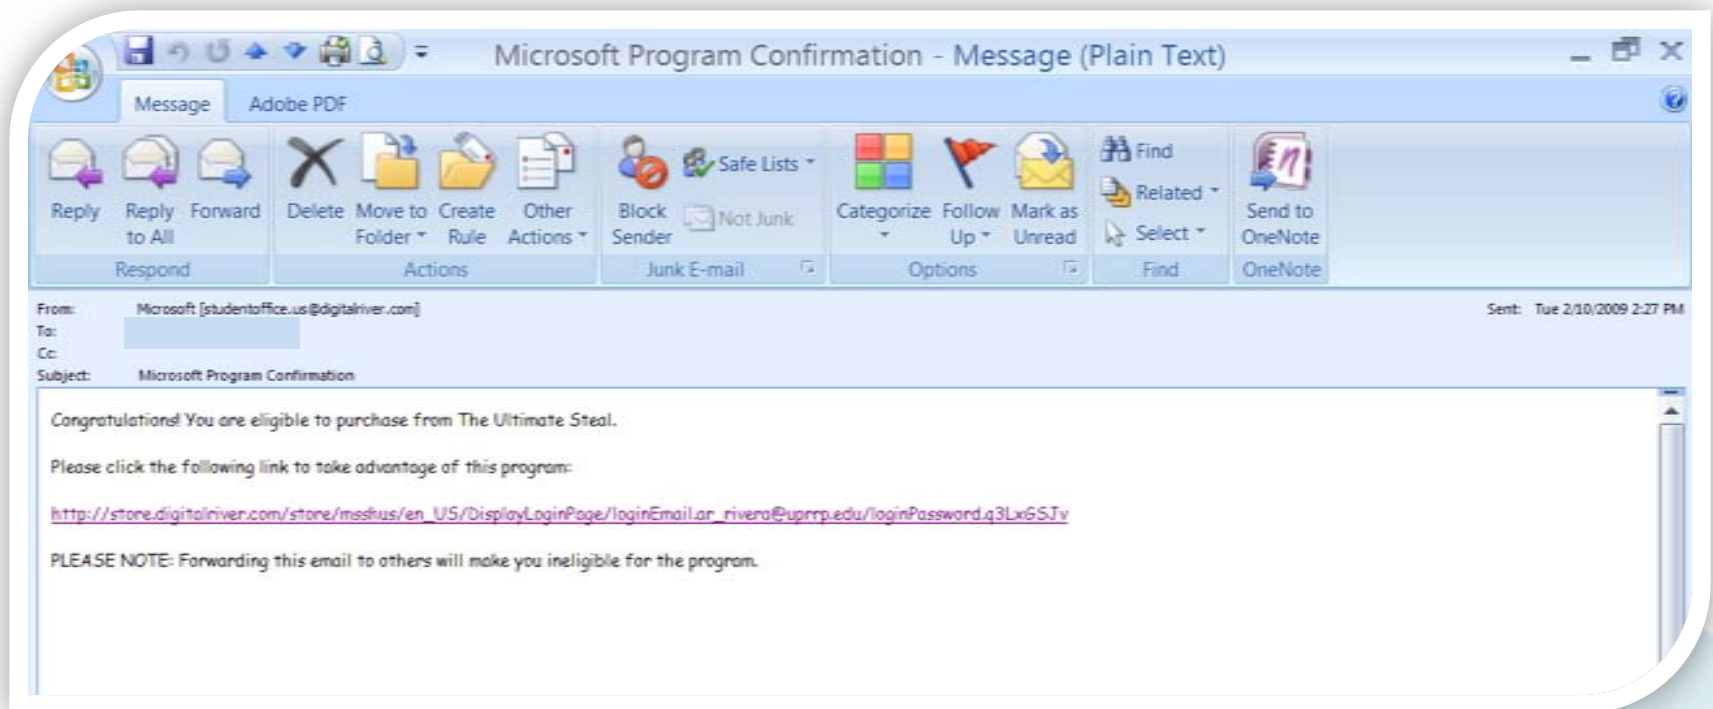 Microsoft Program Confirmation - Message (Plain Text)
Message Adobe PDF
Reply Reply to All Forward Delete Move to Folder Create Rule Other Actions Block Sender Safe Lists Not Junk Categorize Follow Up Mark as Unread Find Related Select Send to OneNote
Respond Actions Junk E-mail Options Find OneNote
From: Microsoft [studentoffice.us@digitalriver.com] Sent: Tue 2/10/2009 2:27 PM
To:
Cc:
Subject: Microsoft Program Confirmation
Congratulations! You are eligible to purchase from The Ultimate Steal.
Please click the following link to take advantage of this program:
http://store.digitalriver.com/store/msshus/en_US/DisplayLoginPage/loginEmail.ar_rivera@uprrp.edu/loginPassword.q3LxGSJv
PLEASE NOTE: Forwarding this email to others will make you ineligible for the program.